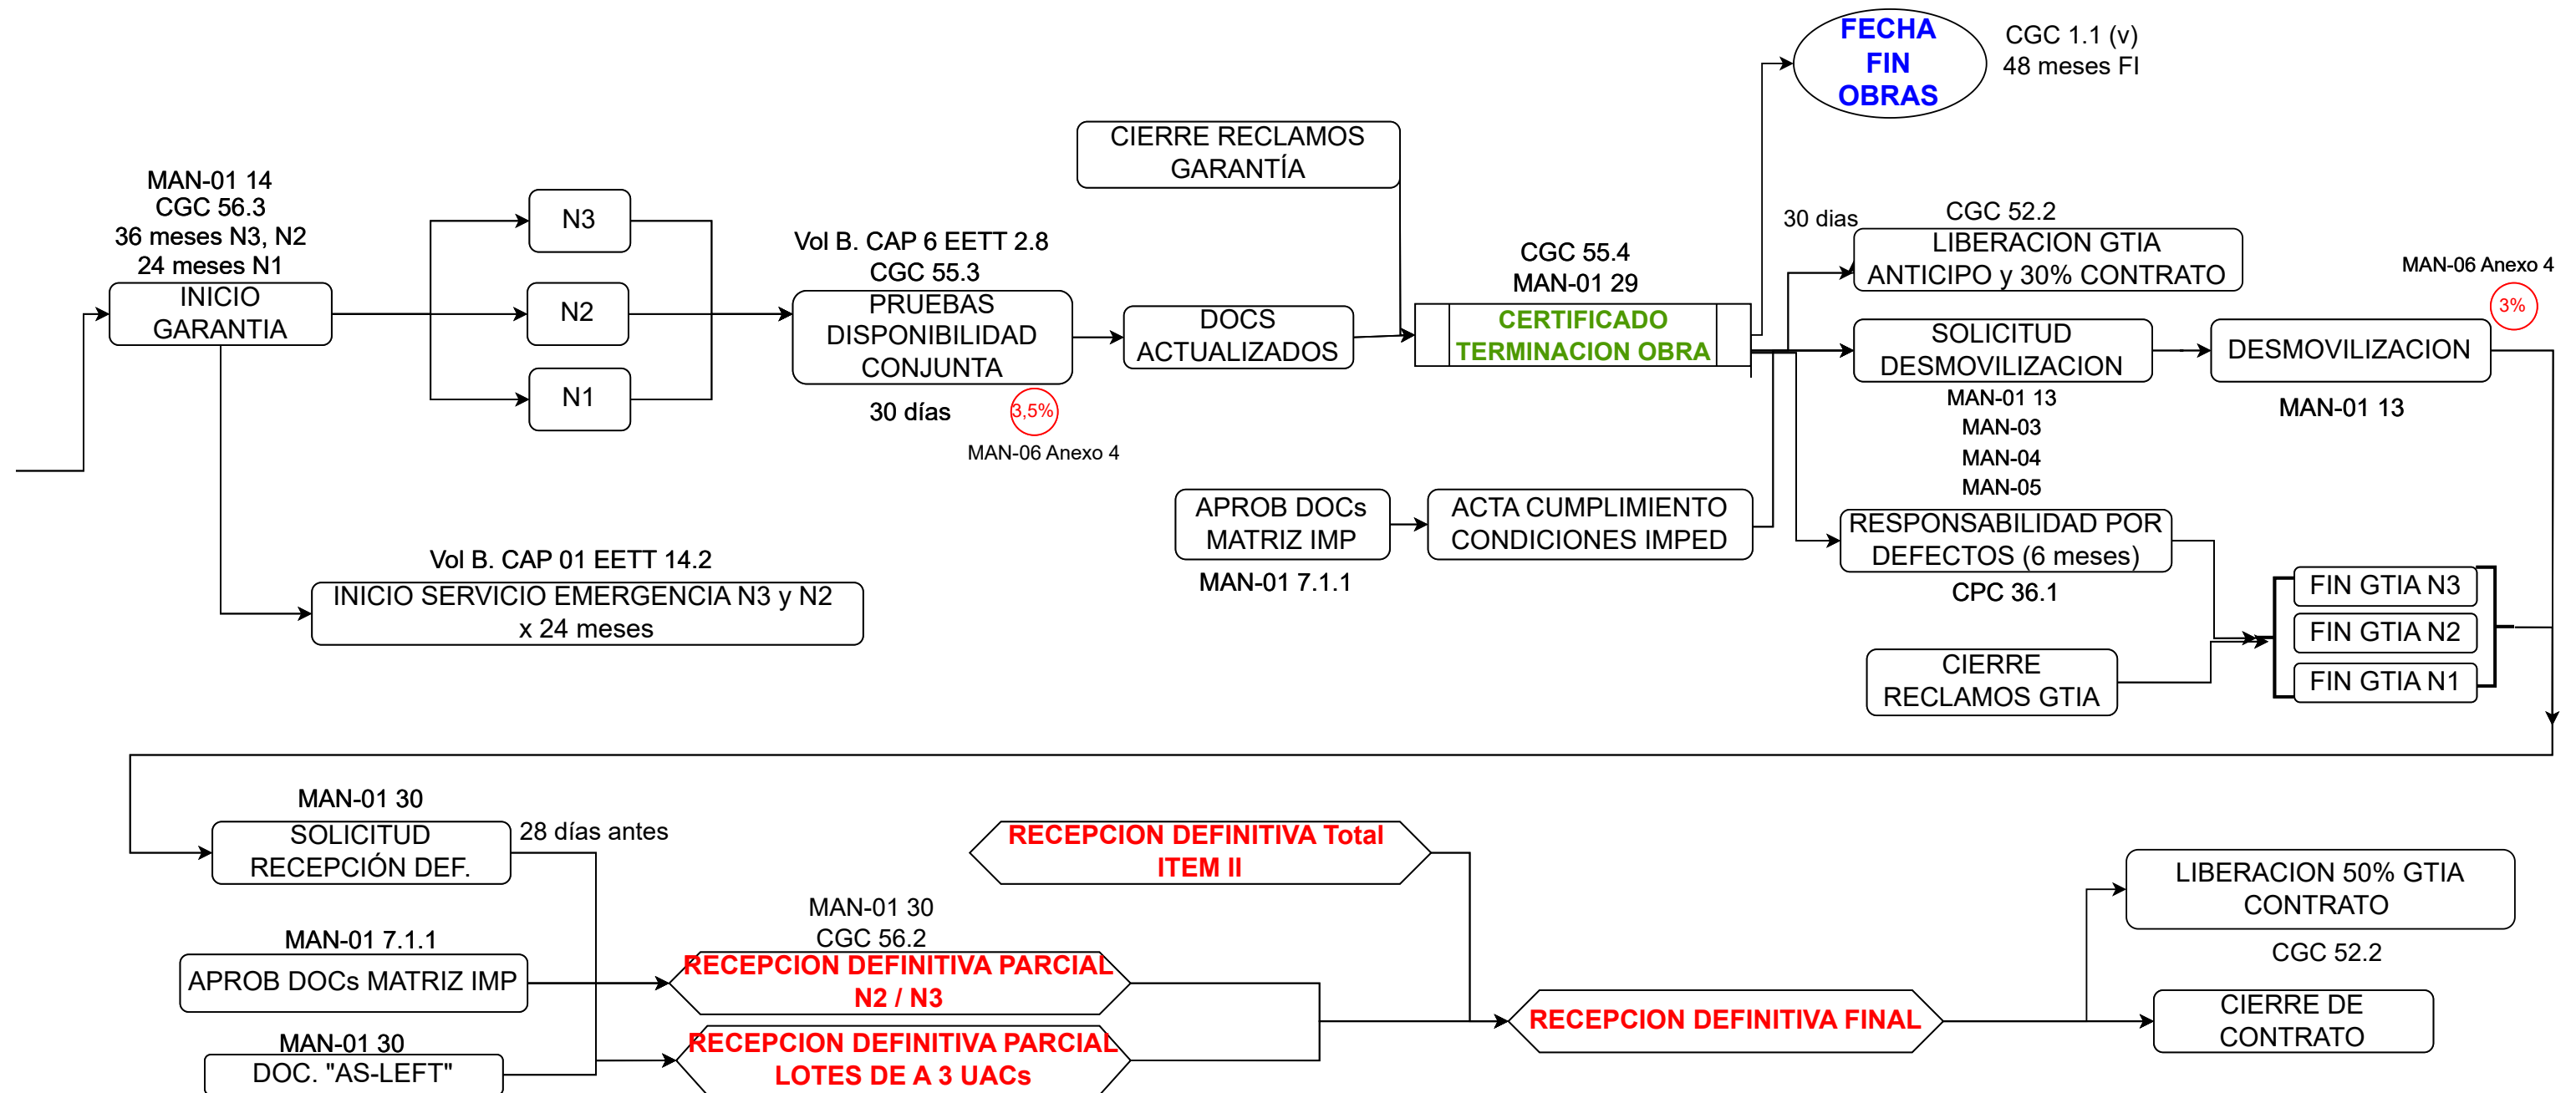 FECHA
FIN
OBRAS
CGC 1.1 (v)
48 meses FI
CIERRE RECLAMOS
GARANTÍA
MAN-01 14
CGC 56.3
36 meses N3, N2
24 meses N1
INICIO
GARANTIA
N3
N2
N1
Vol B. CAP 6 EETT 2.8
CGC 55.3
PRUEBAS
DISPONIBILIDAD
CONJUNTA
30 días
3,5%
MAN-06 Anexo 4
DOCS
ACTUALIZADOS
CGC 55.4
MAN-01 29
CERTIFICADO
TERMINACION OBRA
30 dias
CGC 52.2
LIBERACION GTIA
ANTICIPO y 30% CONTRATO
SOLICITUD
DESMOVILIZACION
MAN-01 13
MAN-03
MAN-04
MAN-05
MAN-06 Anexo 4
3%
DESMOVILIZACION
MAN-01 13
APROB DOCs
MATRIZ IMP
MAN-01 7.1.1
ACTA CUMPLIMIENTO
CONDICIONES IMPED
RESPONSABILIDAD POR
DEFECTOS (6 meses)
CPC 36.1
CIERRE
RECLAMOS GTIA
FIN GTIA N3
FIN GTIA N2
FIN GTIA N1
Vol B. CAP 01 EETT 14.2
INICIO SERVICIO EMERGENCIA N3 y N2
x 24 meses
MAN-01 30
SOLICITUD
RECEPCIÓN DEF.
28 días antes
MAN-01 7.1.1
APROB DOCs MATRIZ IMP
MAN-01 30
DOC. "AS-LEFT"
RECEPCION DEFINITIVA Total
ITEM II
MAN-01 30
CGC 56.2
RECEPCION DEFINITIVA PARCIAL
N2 / N3
RECEPCION DEFINITIVA PARCIAL
LOTES DE A 3 UACs
RECEPCION DEFINITIVA FINAL
LIBERACION 50% GTIA
CONTRATO
CGC 52.2
CIERRE DE
CONTRATO